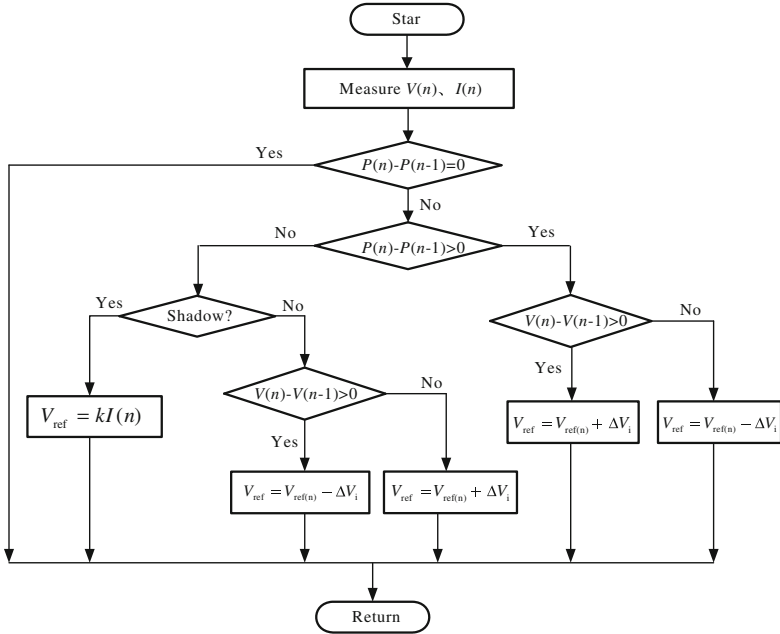 Star
Measure V(n)、I(n)
Yes
P(n)-P(n-1)=0
No
No
P(n)-P(n-1)>0
Yes
Yes
Shadow?
No
V(n)-V(n-1)>0
No
Yes
V(n)-V(n-1)>0
No
V_ref = kI(n)
V_ref = V_ref(n) + ΔV_i
V_ref = V_ref(n) − ΔV_i
Yes
V_ref = V_ref(n) − ΔV_i
V_ref = V_ref(n) + ΔV_i
Return